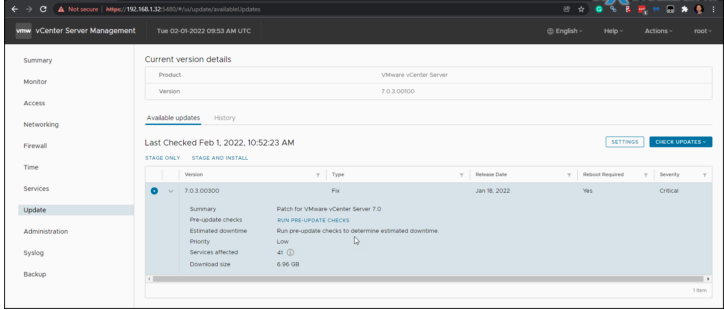 Not secure | https://192.168.1.32:5480/#/ui/update/availableUpdates
vmw vCenter Server Management Tue 02-01-2022 09:53 AM UTC English Help Actions root
Summary
Monitor
Access
Networking
Firewall
Time
Services
Update
Administration
Syslog
Backup
Current version details
Product VMware vCenter Server
Version 7.0.3.00100
Available updates History
Last Checked Feb 1, 2022, 10:52:23 AM SETTINGS CHECK UPDATES
STAGE ONLY STAGE AND INSTALL
Version Type Release Date Reboot Required Severity
7.0.3.00300 Fix Jan 18, 2022 Yes Critical
Summary Patch for VMware vCenter Server 7.0
Pre-update checks RUN PRE-UPDATE CHECKS
Estimated downtime Run pre-update checks to determine estimated downtime.
Priority Low
Services affected 41
Download size 6.96 GB
1 item